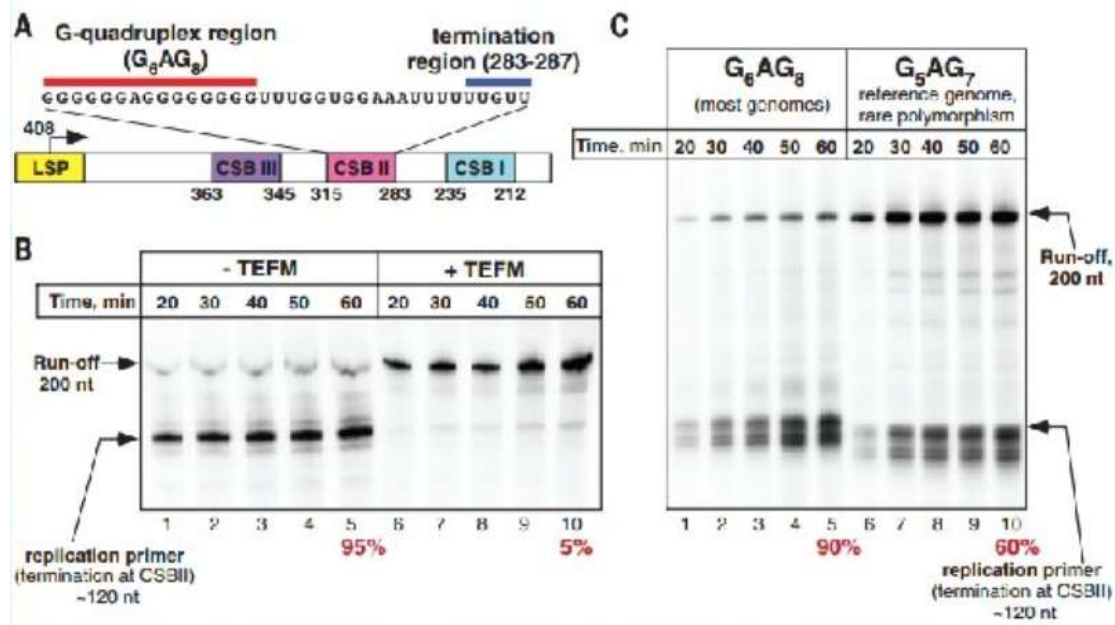 A
G-quadruplex region
(G₆AG₈)
termination
region (283-287)
GGGGGGAGGGGGGGGUUUGGUGGAAAUUUUUUGUU
408
LSP CSB III CSB II CSB I
363 345 315 283 235 212
B
- TEFM + TEFM
Time, min 20 30 40 50 60 20 30 40 50 60
Run-off
200 nt
1 2 3 4 5 6 7 8 9 10
95% 5%
replication primer
(termination at CSBII)
~120 nt
C
G₆AG₈ G₅AG₇
(most genomes)
reference genome,
rare polymorphism
Time, min 20 30 40 50 60 20 30 40 50 60
Run-off,
200 nt
1 2 3 4 5 6 7 8 9 10
90% 60%
replication primer
(termination at CSBII)
~120 nt